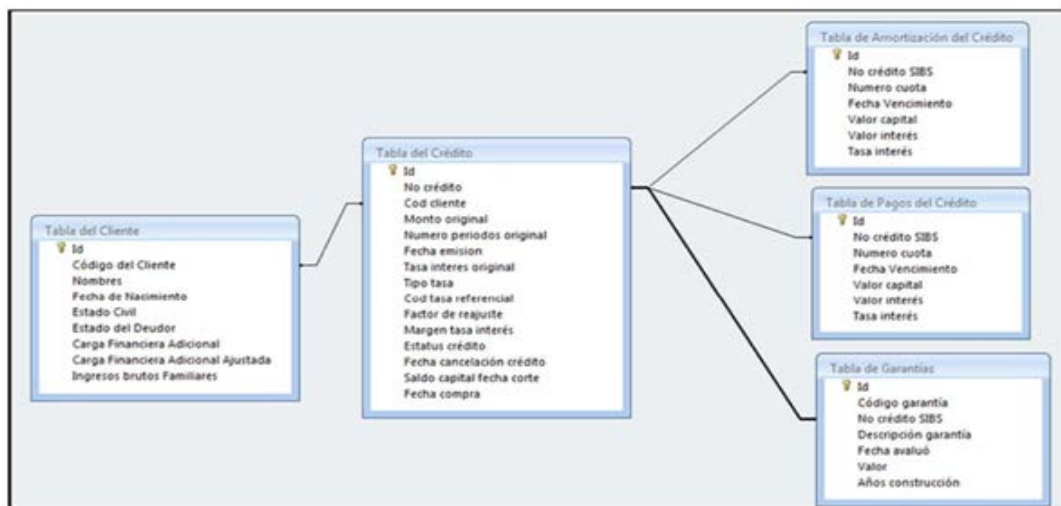 Tabla del Cliente
Id
Código del Cliente
Nombres
Fecha de Nacimiento
Estado Civil
Estado del Deudor
Carga Financiera Adicional
Carga Financiera Adicional Ajustada
Ingresos brutos Familiares
Tabla del Crédito
Id
No crédito
Cod cliente
Monto original
Numero periodos original
Fecha emision
Tasa interes original
Tipo tasa
Cod tasa referencial
Factor de reajuste
Margen tasa interés
Estatus crédito
Fecha cancelación crédito
Saldo capital fecha corte
Fecha compra
Tabla de Amortización del Crédito
Id
No crédito SIBS
Numero cuota
Fecha Vencimiento
Valor capital
Valor interés
Tasa interés
Tabla de Pagos del Crédito
Id
No crédito SIBS
Numero cuota
Fecha Vencimiento
Valor capital
Valor interés
Tasa interés
Tabla de Garantías
Id
Código garantía
No crédito SIBS
Descripción garantía
Fecha avaluó
Valor
Años construcción